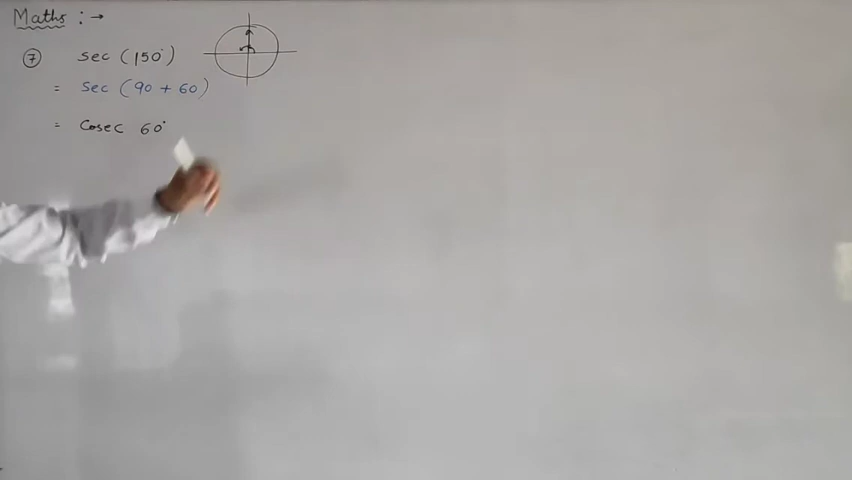 Maths :→
⑦ sec (150°)
= sec (90 + 60)
= Cosec 60°